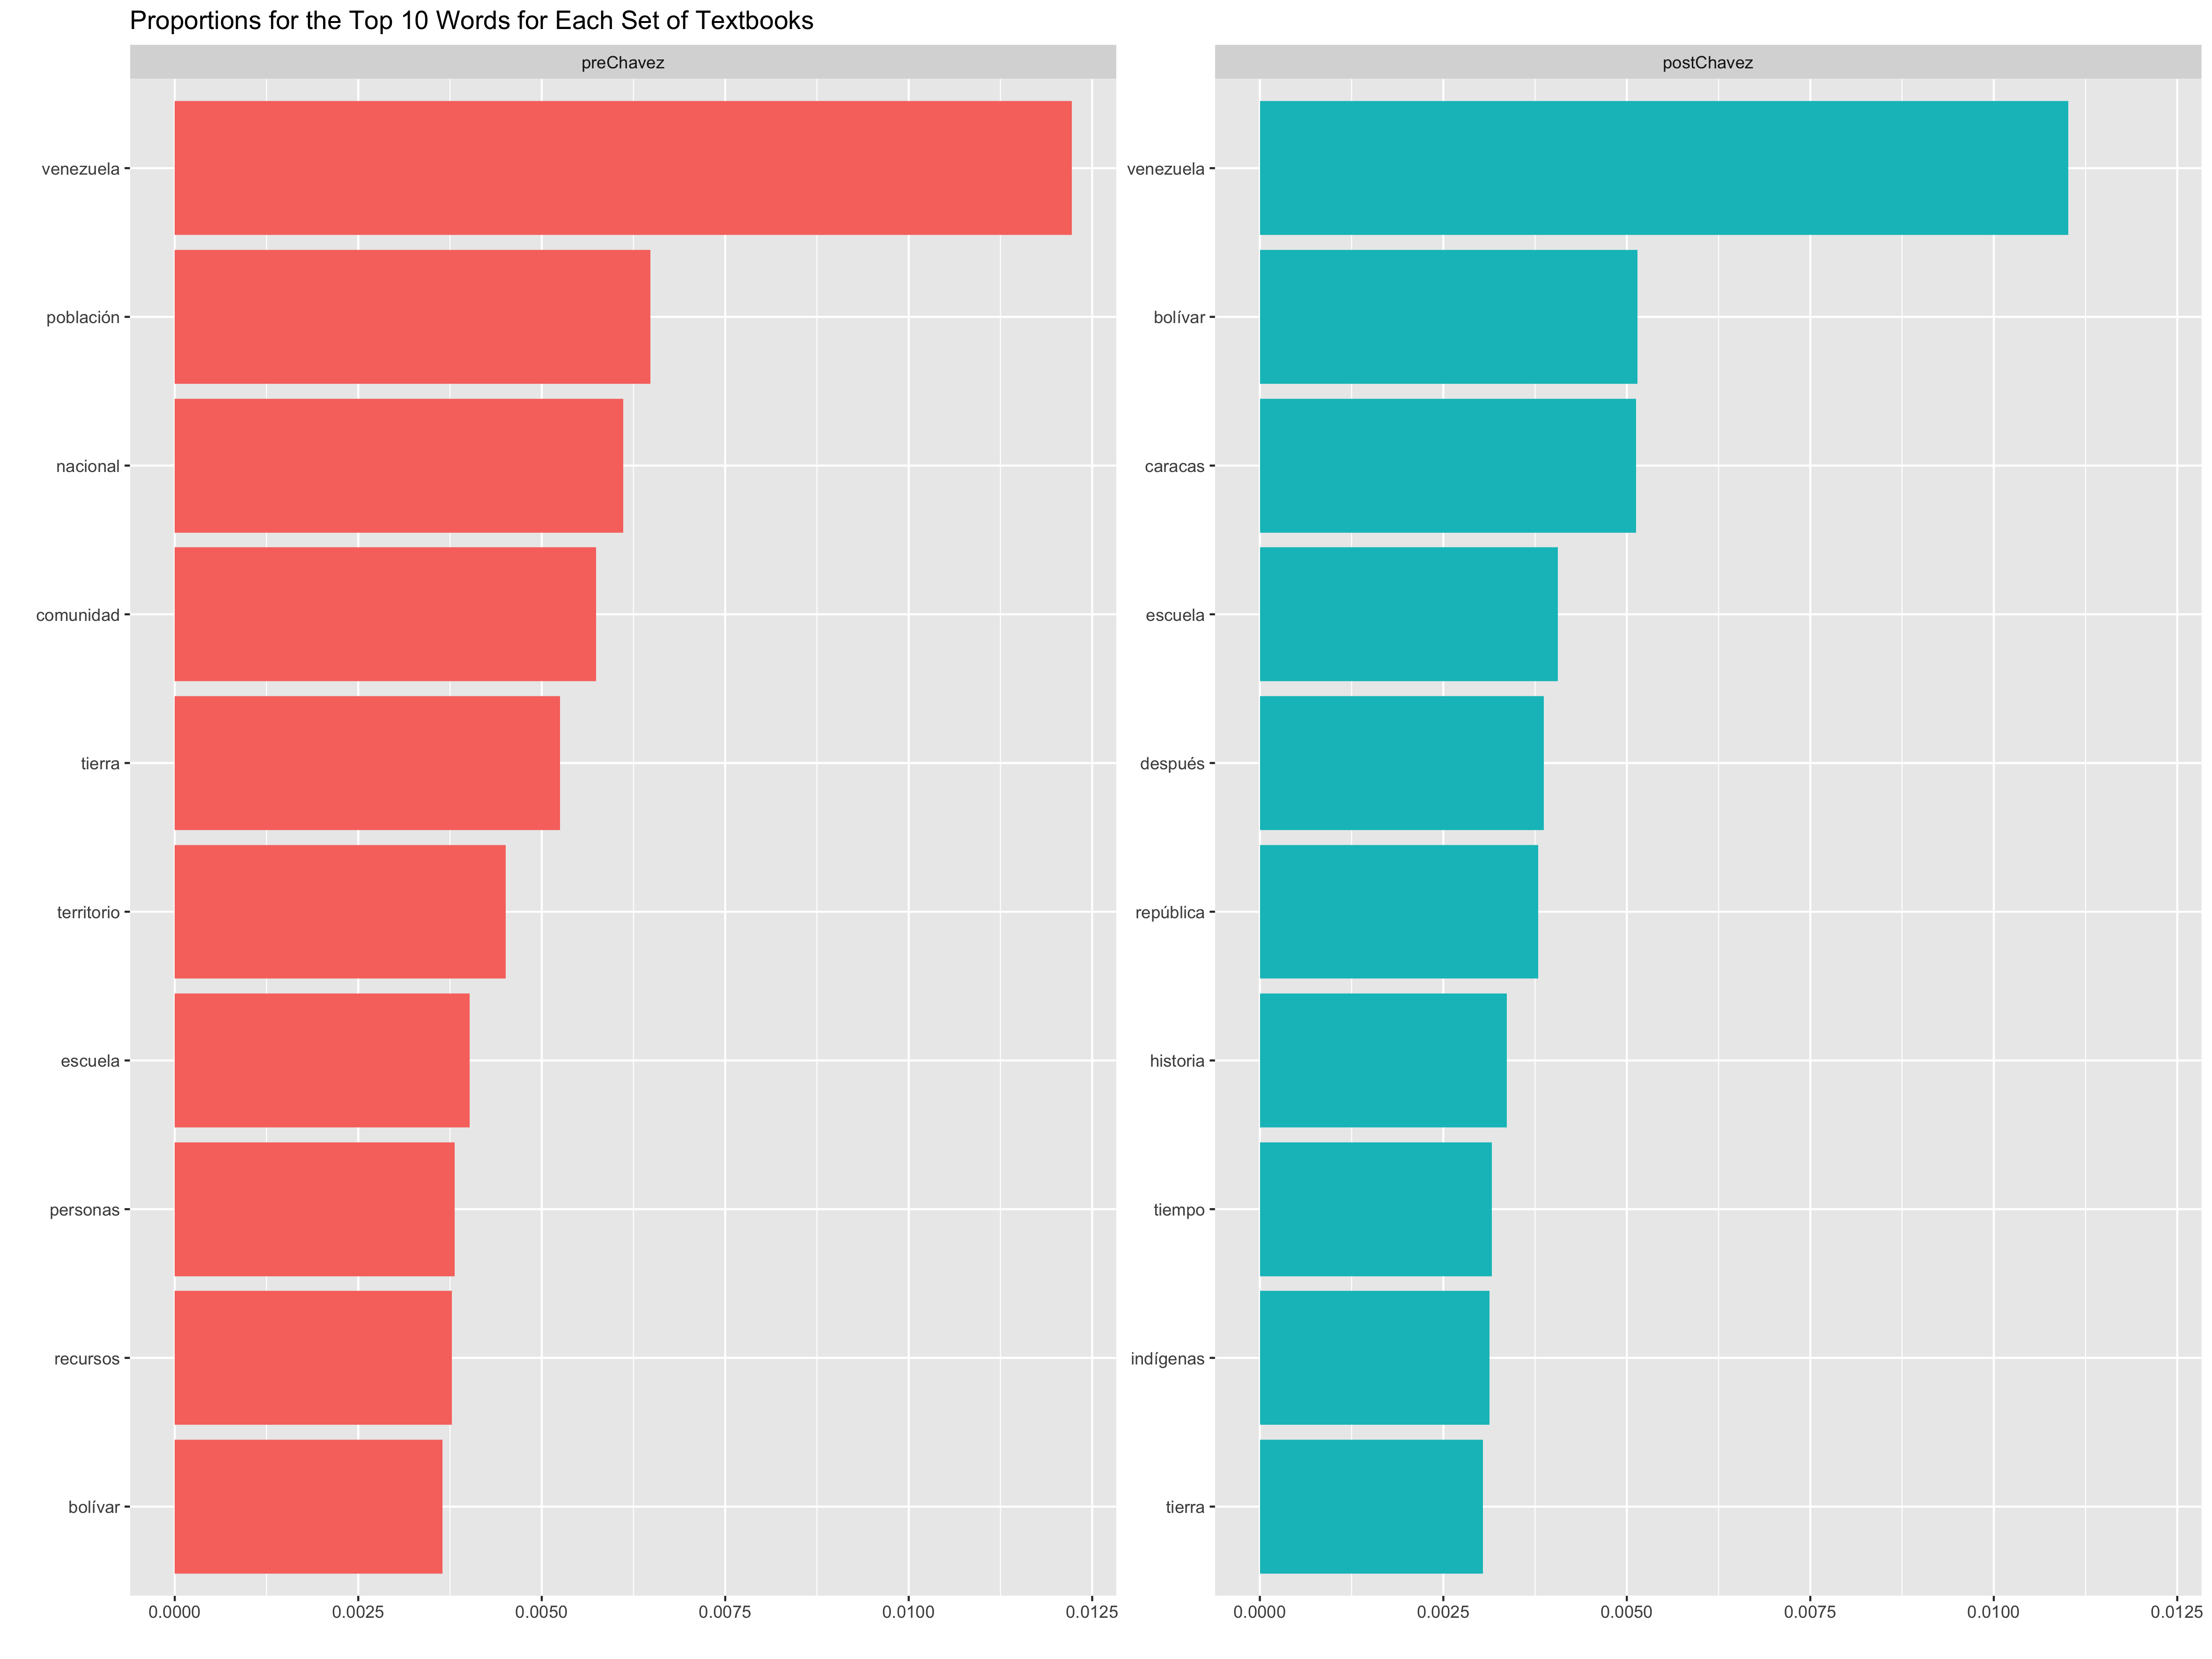 Proportions for the Top 10 Words for Each Set of Textbooks
preChavez
venezuela
población
nacional
comunidad
tierra
territorio
escuela
personas
recursos
bolívar
0.0000 0.0025 0.0050 0.0075 0.0100 0.0125
postChavez
venezuela
bolívar
caracas
escuela
después
república
historia
tiempo
indígenas
tierra
0.0000 0.0025 0.0050 0.0075 0.0100 0.0125